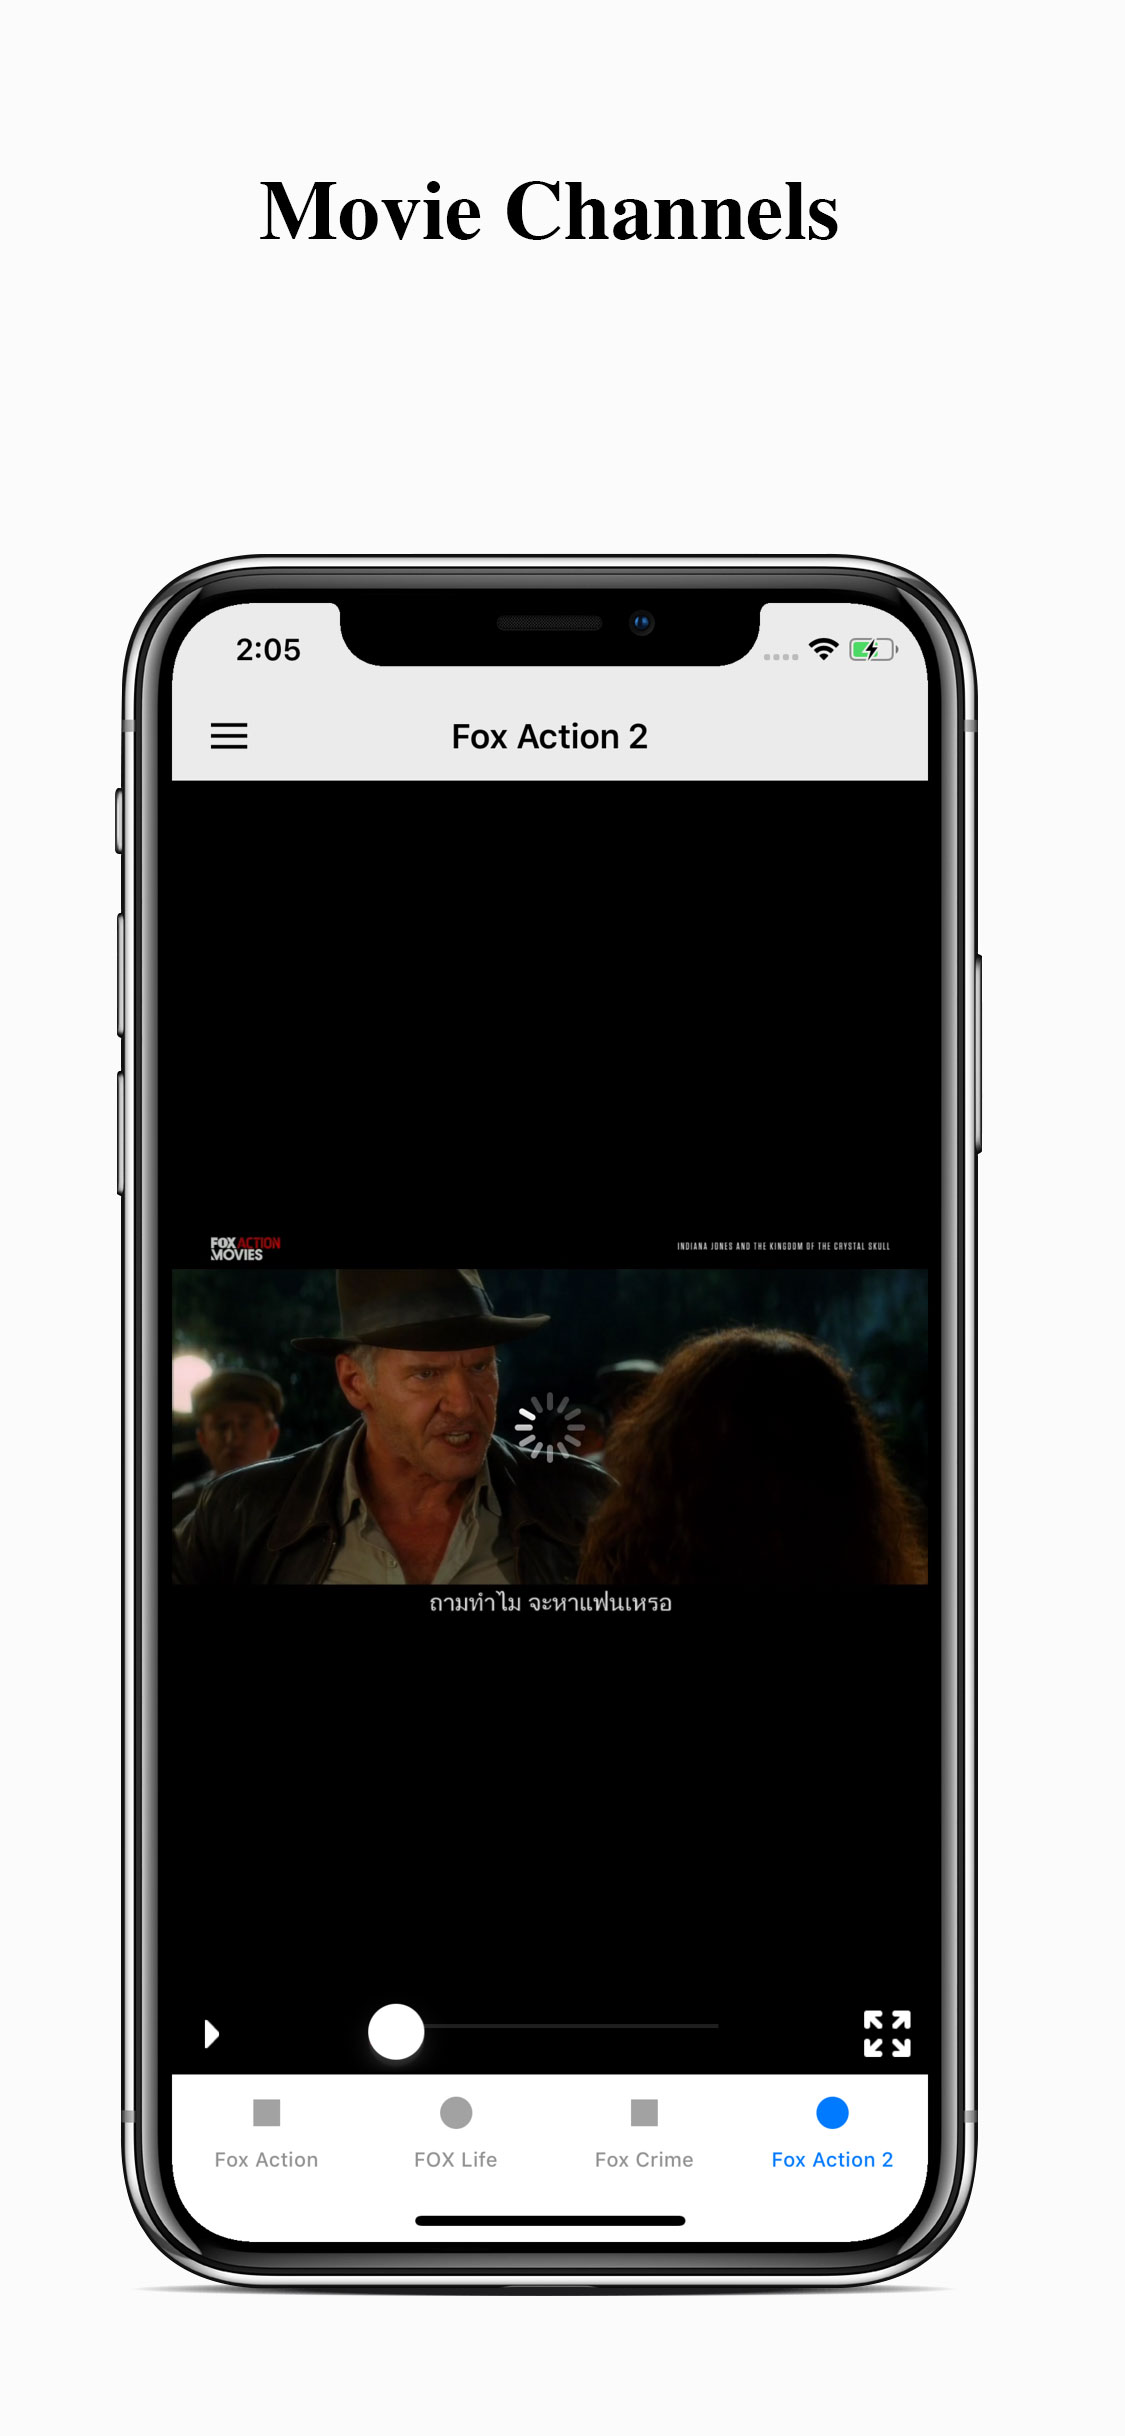 Movie Channels
2:05
Fox Action 2
FOX ACTION
MOVIES
INDIANA JONES AND THE KINGDOM OF THE CRYSTAL SKULL
ถามทำไม จะหาแฟนเหรอ
Fox Action
FOX Life
Fox Crime
Fox Action 2